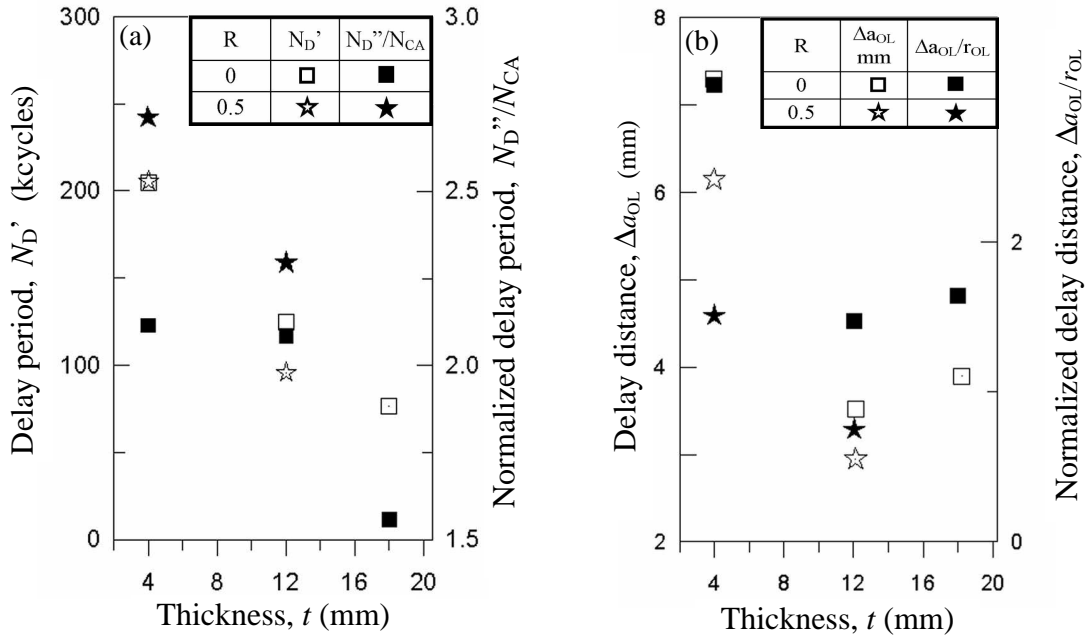 (a)
R N_D' N_D''/N_CA
0 □ ■
0.5 ☆ ★
300
200
100
0
3.0
2.5
2.0
1.5
4 8 12 16 20
Delay period, N_D' (kcycles)
Normalized delay period, N_D''/N_CA
Thickness, t (mm)
(b)
R Δa_OL Δa_OL/r_OL
mm
0 □ ■
0.5 ☆ ★
8
6
4
2
2
0
4 8 12 16 20
Delay distance, Δa_OL (mm)
Normalized delay distance, Δa_OL/r_OL
Thickness, t (mm)